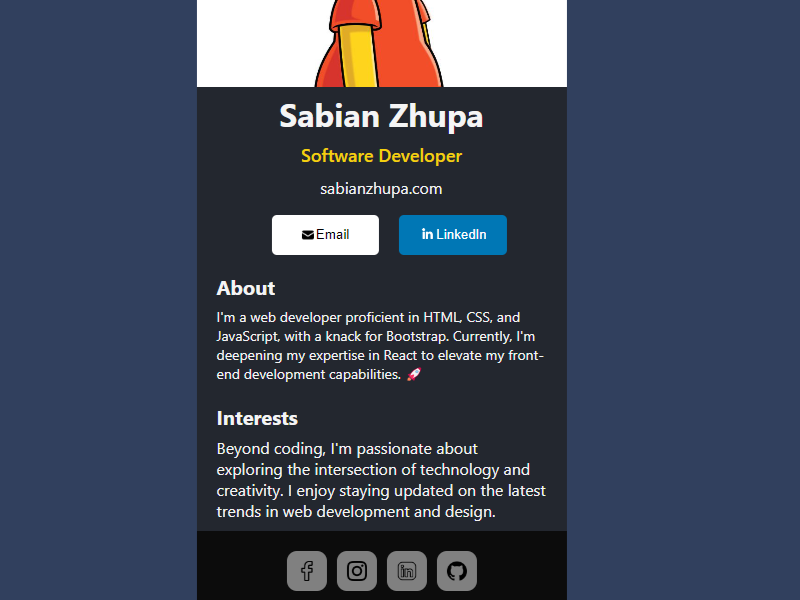 Sabian Zhupa
Software Developer
sabianzhupa.com
Email
LinkedIn
About
I'm a web developer proficient in HTML, CSS, and
JavaScript, with a knack for Bootstrap. Currently, I'm
deepening my expertise in React to elevate my front-
end development capabilities. 🚀
Interests
Beyond coding, I'm passionate about
exploring the intersection of technology and
creativity. I enjoy staying updated on the latest
trends in web development and design.